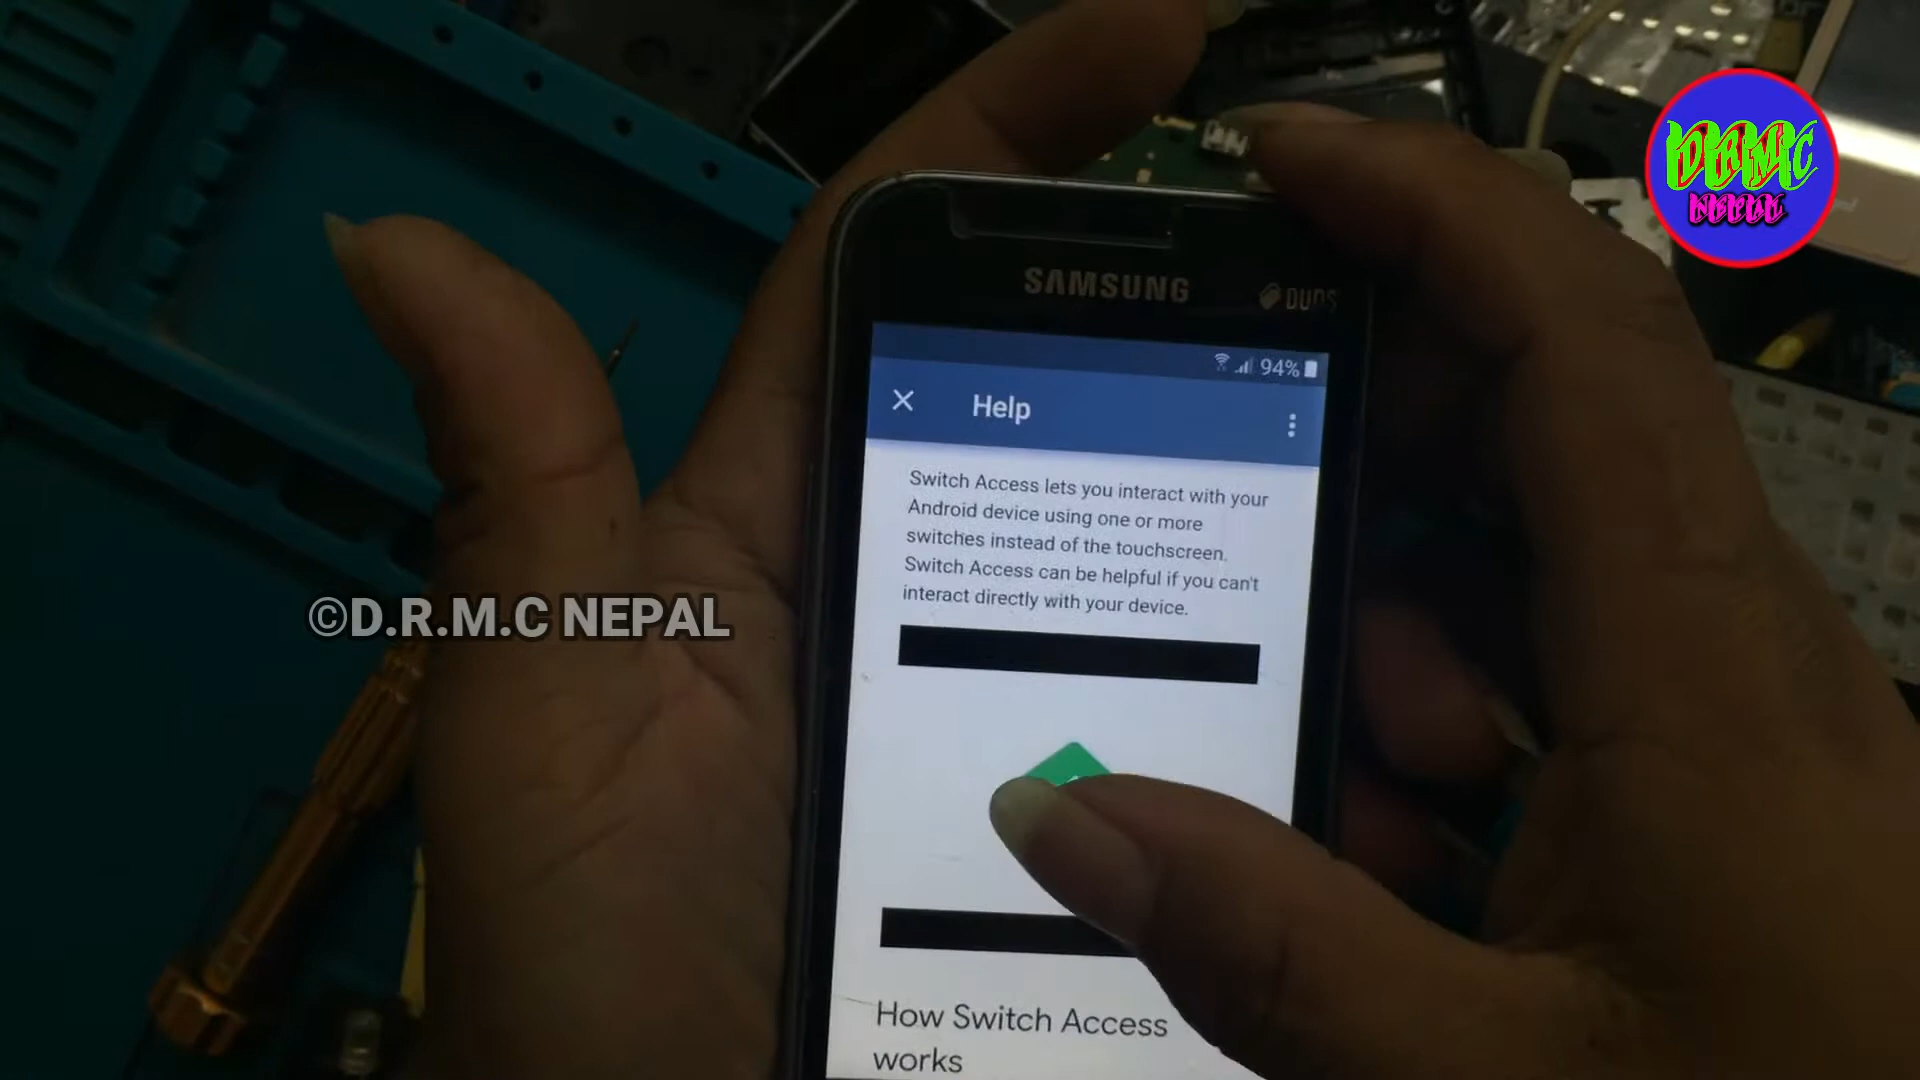 DRMC
NEPAL
SAMSUNG
DUOS
94%
Help
Switch Access lets you interact with your
Android device using one or more
switches instead of the touchscreen.
Switch Access can be helpful if you can't
interact directly with your device.
©D.R.M.C NEPAL
How Switch Access
works